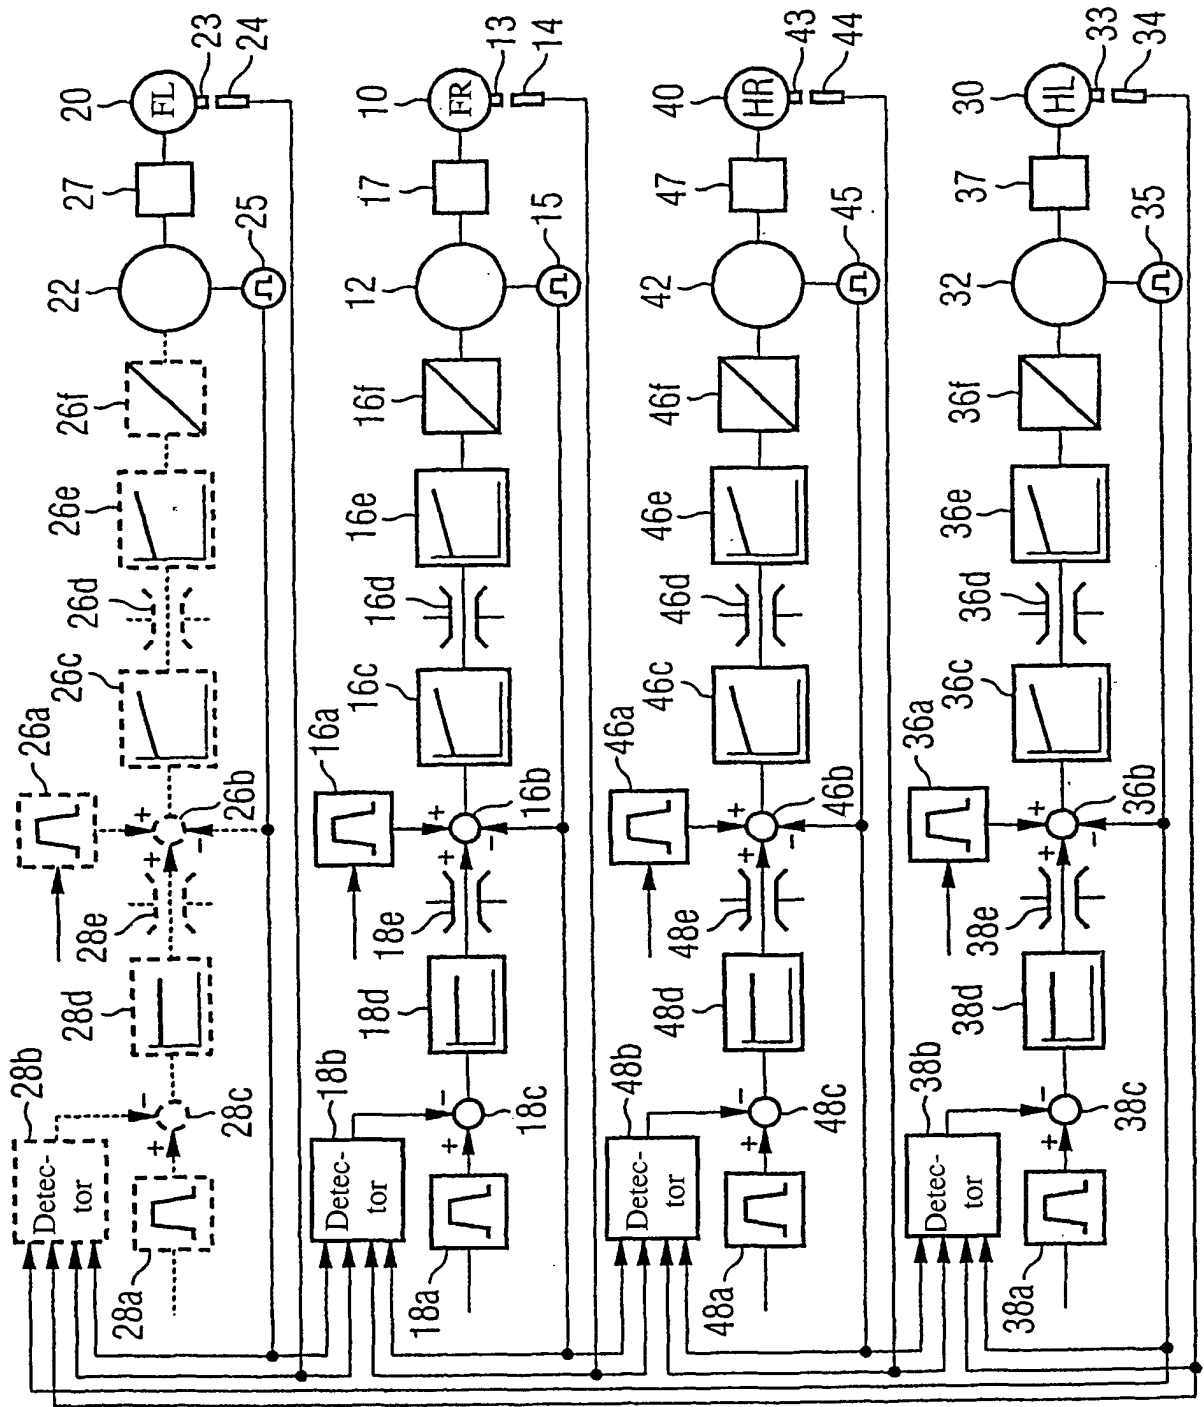 20
FL
23
24
27
25
22
26f
26e
26d
26c
26a
26b
+
+
-
28e
28d
28b
28c
-
+
Detec-
tor
28a
10
FR
13
14
17
15
12
16f
16e
16d
16c
16a
16b
+
+
-
18e
18d
18b
18c
-
+
Detec-
tor
18a
40
HR
43
44
47
45
42
46f
46e
46d
46c
46a
46b
+
+
-
48e
48d
48b
48c
-
+
Detec-
tor
48a
30
HL
33
34
37
35
32
36f
36e
36d
36c
36a
36b
+
+
-
38e
38d
38b
38c
-
+
Detec-
tor
38a